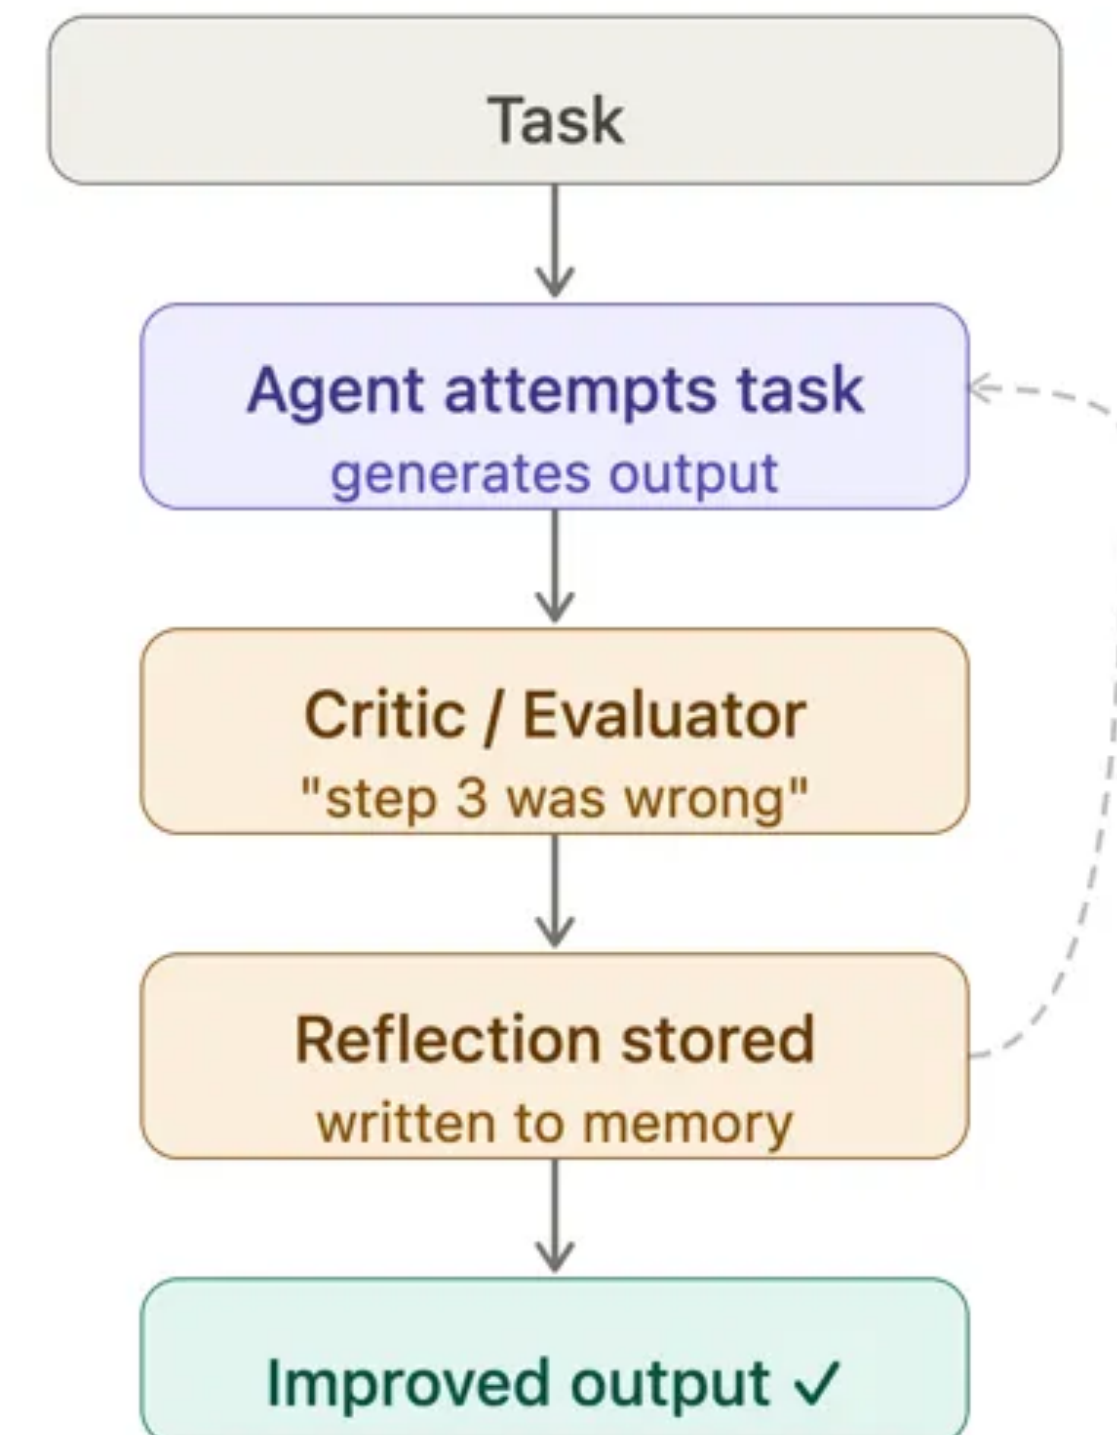 Task
Agent attempts task
generates output
Critic / Evaluator
"step 3 was wrong"
Reflection stored
written to memory
Improved output ✓